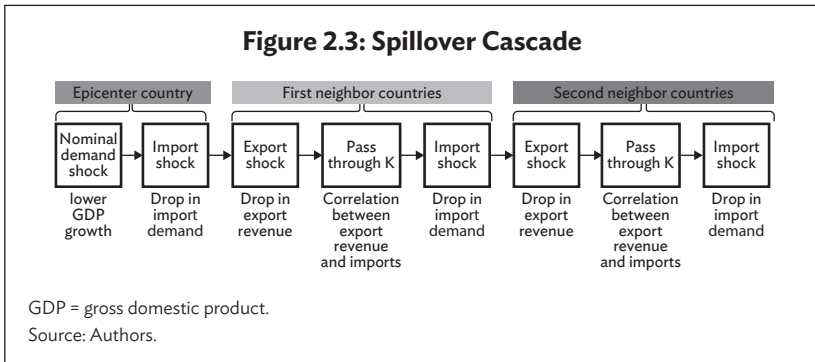 Figure 2.3: Spillover Cascade
Epicenter country
First neighbor countries
Second neighbor countries
Nominal
demand
shock
Import
shock
Export
shock
Pass
through K
Import
shock
Export
shock
Pass
through K
Import
shock
lower
GDP
growth
Drop in
import
demand
Drop in
export
revenue
Correlation
between
export
revenue
and imports
Drop in
import
demand
Drop in
export
revenue
Correlation
between
export
revenue
and imports
Drop in
import
demand
GDP = gross domestic product.
Source: Authors.